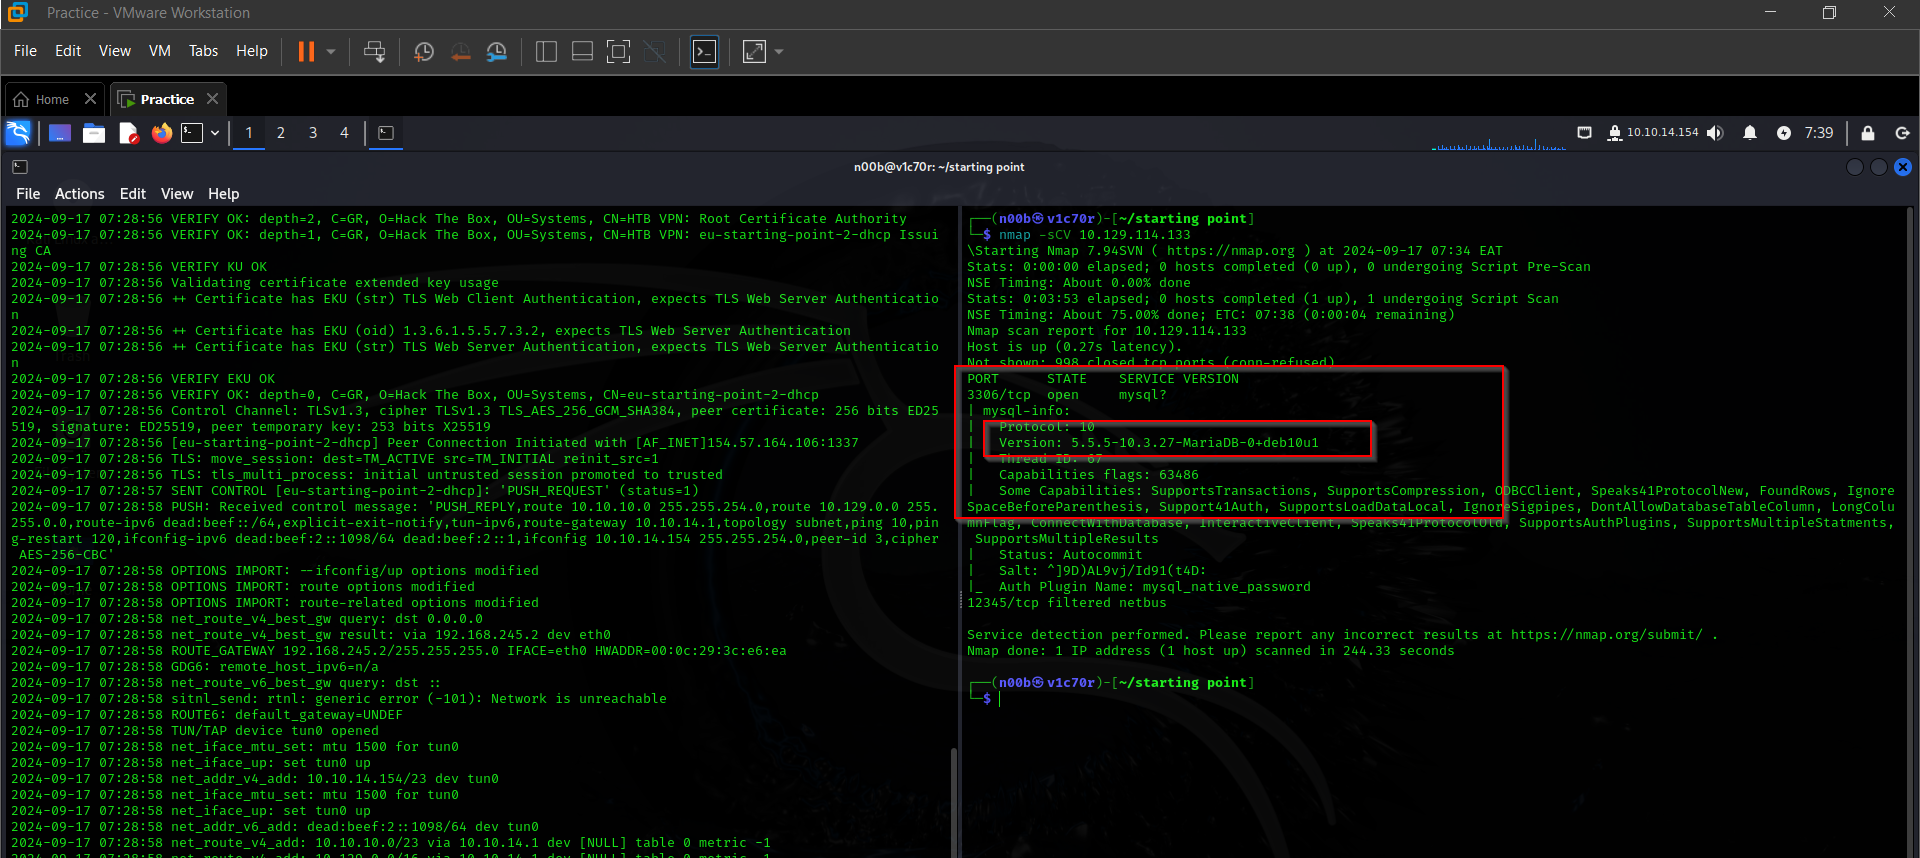 Practice - VMware Workstation
File Edit View VM Tabs Help
Home Practice
1 2 3 4 10.10.14.154 7:39
n00b@v1c70r: ~/starting point
File Actions Edit View Help
2024-09-17 07:28:56 VERIFY OK: depth=2, C=GR, O=Hack The Box, OU=Systems, CN=HTB VPN: Root Certificate Authority
2024-09-17 07:28:56 VERIFY OK: depth=1, C=GR, O=Hack The Box, OU=Systems, CN=HTB VPN: eu-starting-point-2-dhcp Issui
ng CA
2024-09-17 07:28:56 VERIFY KU OK
2024-09-17 07:28:56 Validating certificate extended key usage
2024-09-17 07:28:56 ++ Certificate has EKU (str) TLS Web Client Authentication, expects TLS Web Server Authenticatio
n
2024-09-17 07:28:56 ++ Certificate has EKU (oid) 1.3.6.1.5.5.7.3.2, expects TLS Web Server Authentication
2024-09-17 07:28:56 ++ Certificate has EKU (str) TLS Web Server Authentication, expects TLS Web Server Authenticatio
n
2024-09-17 07:28:56 VERIFY EKU OK
2024-09-17 07:28:56 VERIFY OK: depth=0, C=GR, O=Hack The Box, OU=Systems, CN=eu-starting-point-2-dhcp
2024-09-17 07:28:56 Control Channel: TLSv1.3, cipher TLSv1.3 TLS_AES_256_GCM_SHA384, peer certificate: 256 bits ED25
519, signature: ED25519, peer temporary key: 253 bits X25519
2024-09-17 07:28:56 [eu-starting-point-2-dhcp] Peer Connection Initiated with [AF_INET]154.57.164.106:1337
2024-09-17 07:28:56 TLS: move_session: dest=TM_ACTIVE src=TM_INITIAL reinit_src=1
2024-09-17 07:28:56 TLS: tls_multi_process: initial untrusted session promoted to trusted
2024-09-17 07:28:57 SENT CONTROL [eu-starting-point-2-dhcp]: 'PUSH_REQUEST' (status=1)
2024-09-17 07:28:58 PUSH: Received control message: 'PUSH_REPLY,route 10.10.10.0 255.255.254.0,route 10.129.0.0 255.
255.0.0,route-ipv6 dead:beef::/64,explicit-exit-notify,tun-ipv6,route-gateway 10.10.14.1,topology subnet,ping 10,pin
g-restart 120,ifconfig-ipv6 dead:beef:2::1098/64 dead:beef:2::1,ifconfig 10.10.14.154 255.255.254.0,peer-id 3,cipher
AES-256-CBC'
2024-09-17 07:28:58 OPTIONS IMPORT: --ifconfig/up options modified
2024-09-17 07:28:58 OPTIONS IMPORT: route options modified
2024-09-17 07:28:58 OPTIONS IMPORT: route-related options modified
2024-09-17 07:28:58 net_route_v4_best_gw query: dst 0.0.0.0
2024-09-17 07:28:58 net_route_v4_best_gw result: via 192.168.245.2 dev eth0
2024-09-17 07:28:58 ROUTE_GATEWAY 192.168.245.2/255.255.255.0 IFACE=eth0 HWADDR=00:0c:29:3c:e6:ea
2024-09-17 07:28:58 GDG6: remote_host_ipv6=n/a
2024-09-17 07:28:58 net_route_v6_best_gw query: dst ::
2024-09-17 07:28:58 sitnl_send: rtnl: generic error (-101): Network is unreachable
2024-09-17 07:28:58 ROUTE6: default_gateway=UNDEF
2024-09-17 07:28:58 TUN/TAP device tun0 opened
2024-09-17 07:28:58 net_iface_mtu_set: mtu 1500 for tun0
2024-09-17 07:28:58 net_iface_up: set tun0 up
2024-09-17 07:28:58 net_addr_v4_add: 10.10.14.154/23 dev tun0
2024-09-17 07:28:58 net_iface_mtu_set: mtu 1500 for tun0
2024-09-17 07:28:58 net_iface_up: set tun0 up
2024-09-17 07:28:58 net_addr_v6_add: dead:beef:2::1098/64 dev tun0
2024-09-17 07:28:58 net_route_v4_add: 10.10.10.0/23 via 10.10.14.1 dev [NULL] table 0 metric -1
2024-09-17 07:28:58 net_route_v4_add: 10.129.0.0/16 via 10.10.14.1 dev [NULL] table 0 metric -1
┌──(n00b㉿v1c70r)-[~/starting point]
└─$ nmap -sCV 10.129.114.133
\Starting Nmap 7.94SVN ( https://nmap.org ) at 2024-09-17 07:34 EAT
Stats: 0:00:00 elapsed; 0 hosts completed (0 up), 0 undergoing Script Pre-Scan
NSE Timing: About 0.00% done
Stats: 0:03:53 elapsed; 0 hosts completed (1 up), 1 undergoing Script Scan
NSE Timing: About 75.00% done; ETC: 07:38 (0:00:04 remaining)
Nmap scan report for 10.129.114.133
Host is up (0.27s latency).
Not shown: 998 closed tcp ports (conn-refused)
PORT STATE SERVICE VERSION
3306/tcp open mysql?
| mysql-info:
| Protocol: 10
| Version: 5.5.5-10.3.27-MariaDB-0+deb10u1
| Thread ID: 67
| Capabilities flags: 63486
| Some Capabilities: SupportsTransactions, SupportsCompression, ODBCClient, Speaks41ProtocolNew, FoundRows, Ignore
SpaceBeforeParenthesis, Support41Auth, SupportsLoadDataLocal, IgnoreSigpipes, DontAllowDatabaseTableColumn, LongColu
mnFlag, ConnectWithDatabase, InteractiveClient, Speaks41ProtocolOld, SupportsAuthPlugins, SupportsMultipleStatments,
SupportsMultipleResults
| Status: Autocommit
| Salt: ^]9D)AL9vj/Id91(t4D:
|_ Auth Plugin Name: mysql_native_password
12345/tcp filtered netbus
Service detection performed. Please report any incorrect results at https://nmap.org/submit/ .
Nmap done: 1 IP address (1 host up) scanned in 244.33 seconds
┌──(n00b㉿v1c70r)-[~/starting point]
└─$